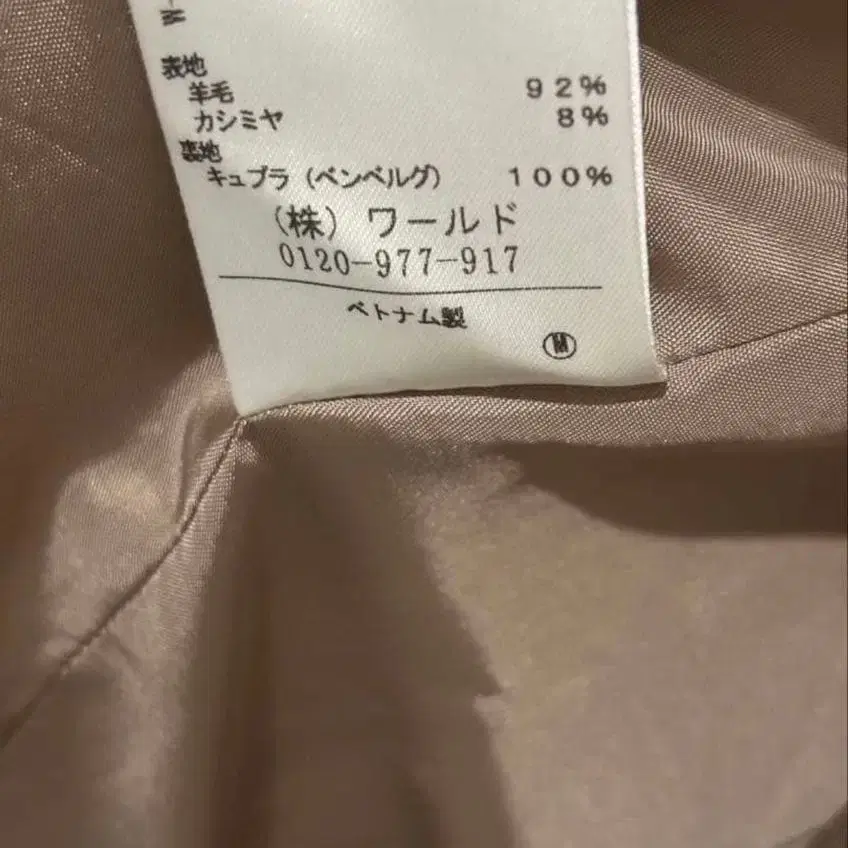 表地
羊毛 92%
カシミヤ 8%
裏地
キュプラ (ベンベルグ) 100%
(株) ワールド
0120-977-917
ベトナム製
Ⓜ